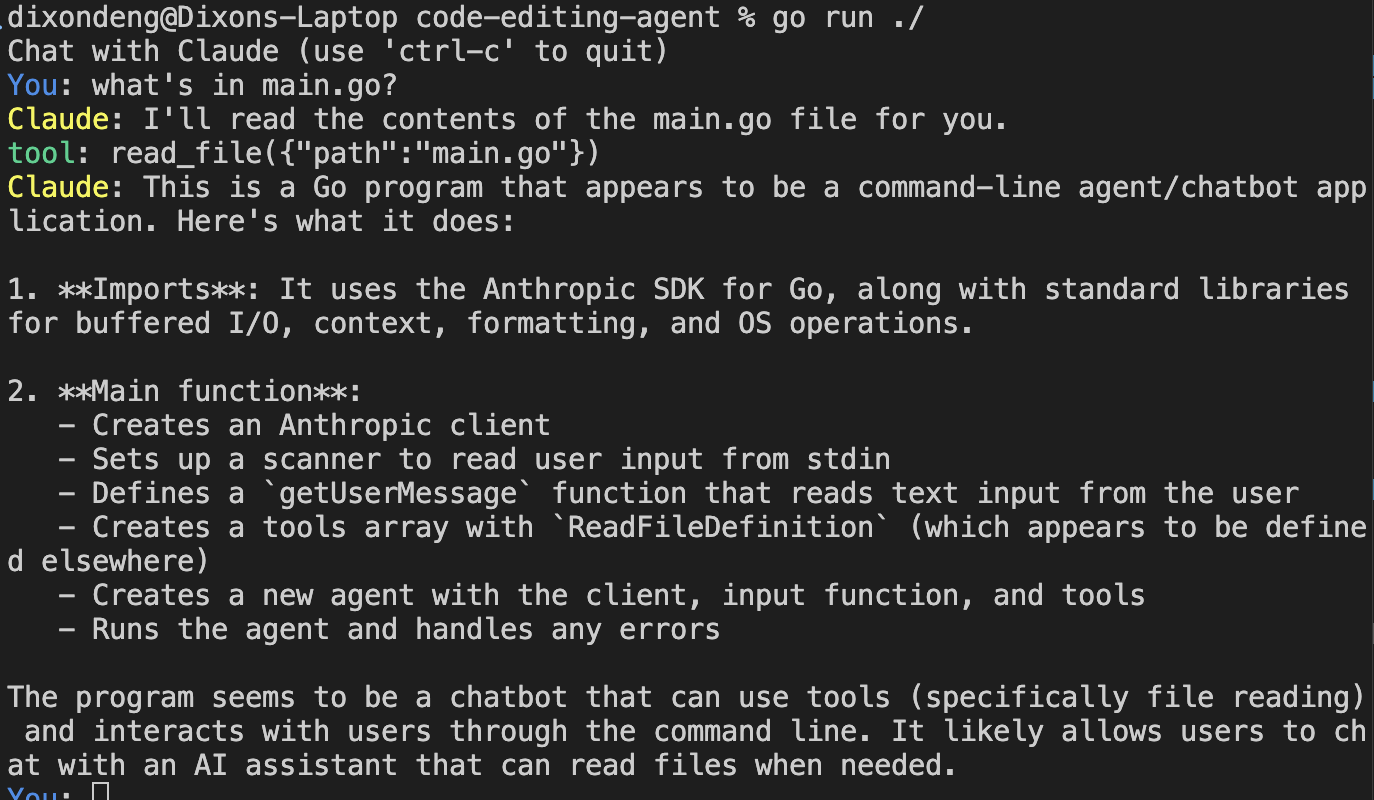 dixondeng@Dixons-Laptop code-editing-agent % go run ./
Chat with Claude (use 'ctrl-c' to quit)
You: what's in main.go?
Claude: I'll read the contents of the main.go file for you.
tool: read_file({"path":"main.go"})
Claude: This is a Go program that appears to be a command-line agent/chatbot app
lication. Here's what it does:

1. **Imports**: It uses the Anthropic SDK for Go, along with standard libraries
for buffered I/O, context, formatting, and OS operations.

2. **Main function**:
   - Creates an Anthropic client
   - Sets up a scanner to read user input from stdin
   - Defines a `getUserMessage` function that reads text input from the user
   - Creates a tools array with `ReadFileDefinition` (which appears to be define
d elsewhere)
   - Creates a new agent with the client, input function, and tools
   - Runs the agent and handles any errors

The program seems to be a chatbot that can use tools (specifically file reading)
 and interacts with users through the command line. It likely allows users to ch
at with an AI assistant that can read files when needed.
You: